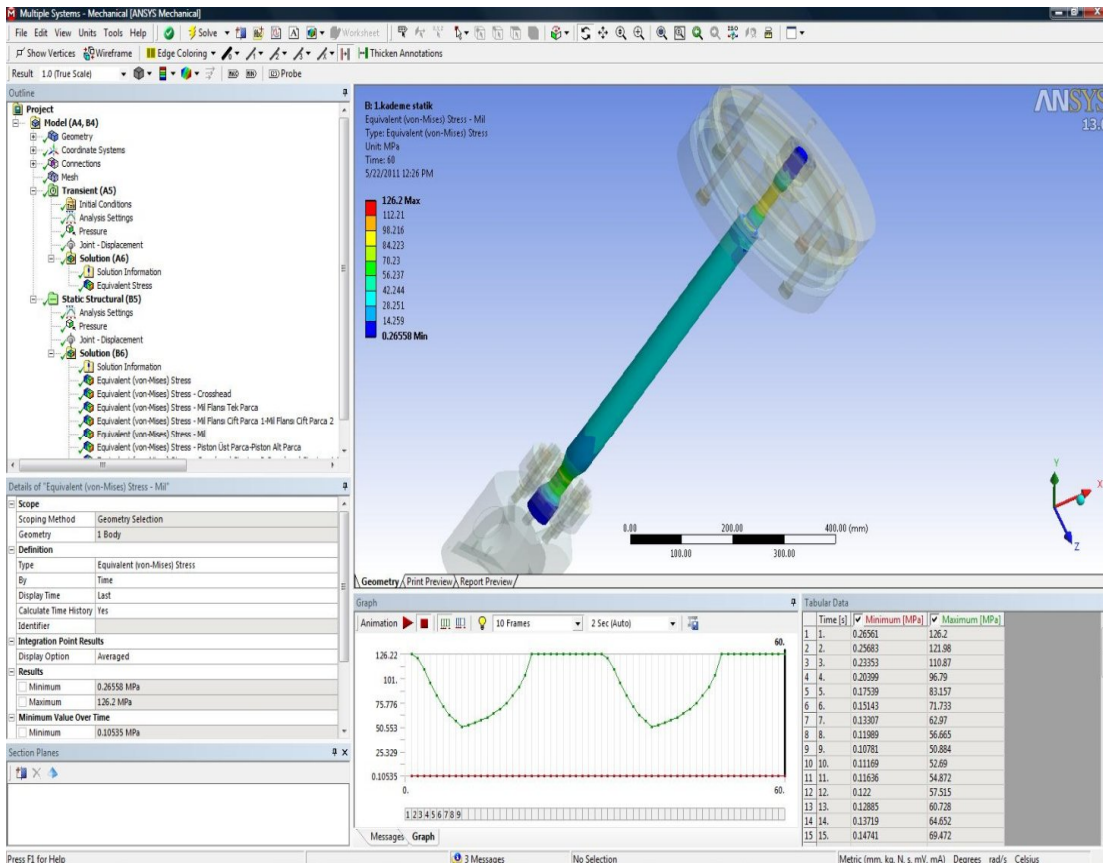 Multiple Systems - Mechanical [ANSYS Mechanical]
File Edit View Units Tools Help Solve Worksheet
Show Vertices Wireframe Edge Coloring Thicken Annotations
Result 1.0 (True Scale) Probe
Outline
Project
Model (A4, B4)
Geometry
Coordinate Systems
Connections
Mesh
Transient (A5)
Initial Conditions
Analysis Settings
Pressure
Joint - Displacement
Solution (A6)
Solution Information
Equivalent Stress
Static Structural (B5)
Analysis Settings
Pressure
Joint - Displacement
Solution (B6)
Solution Information
Equivalent (von-Mises) Stress
Equivalent (von-Mises) Stress - Crosshead
Equivalent (von-Mises) Stress - Mil Flansı Tek Parca
Equivalent (von-Mises) Stress - Mil Flansı Cift Parca 1-Mil Flansı Cift Parca 2
Equivalent (von-Mises) Stress - Mil
Equivalent (von-Mises) Stress - Piston Üst Parca-Piston Alt Parca
Details of "Equivalent (von-Mises) Stress - Mil"
Scope
Scoping Method Geometry Selection
Geometry 1 Body
Definition
Type Equivalent (von-Mises) Stress
By Time
Display Time Last
Calculate Time History Yes
Identifier
Integration Point Results
Display Option Averaged
Results
Minimum 0.26558 MPa
Maximum 126.2 MPa
Minimum Value Over Time
Minimum 0.10535 MPa
Section Planes
B: 1.kademe statik
Equivalent (von-Mises) Stress - Mil
Type: Equivalent (von-Mises) Stress
Unit: MPa
Time: 60
5/22/2011 12:26 PM
126.2 Max
112.21
98.216
84.223
70.23
56.237
42.244
28.251
14.259
0.26558 Min
ANSYS
13.0
Y
X
Z
0.00 200.00 400.00 (mm)
100.00 300.00
Geometry Print Preview Report Preview
Graph
Animation 10 Frames 2 Sec (Auto)
60.
126.22
101.
75.776
50.553
25.329
0.10535
0. 60.
1 2 3 4 5 6 7 8 9
Messages Graph
Tabular Data
Time [s] Minimum [MPa] Maximum [MPa]
1 1. 0.26561 126.2
2 2. 0.25683 121.98
3 3. 0.23353 110.87
4 4. 0.20399 96.79
5 5. 0.17539 83.157
6 6. 0.15143 71.733
7 7. 0.13307 62.97
8 8. 0.11989 56.665
9 9. 0.10781 50.884
10 10. 0.11169 52.69
11 11. 0.11636 54.872
12 12. 0.122 57.515
13 13. 0.12885 60.728
14 14. 0.13719 64.652
15 15. 0.14741 69.472
Press F1 for Help 3 Messages No Selection Metric (mm, kg, N, s, mV, mA) Degrees rad/s Celsius